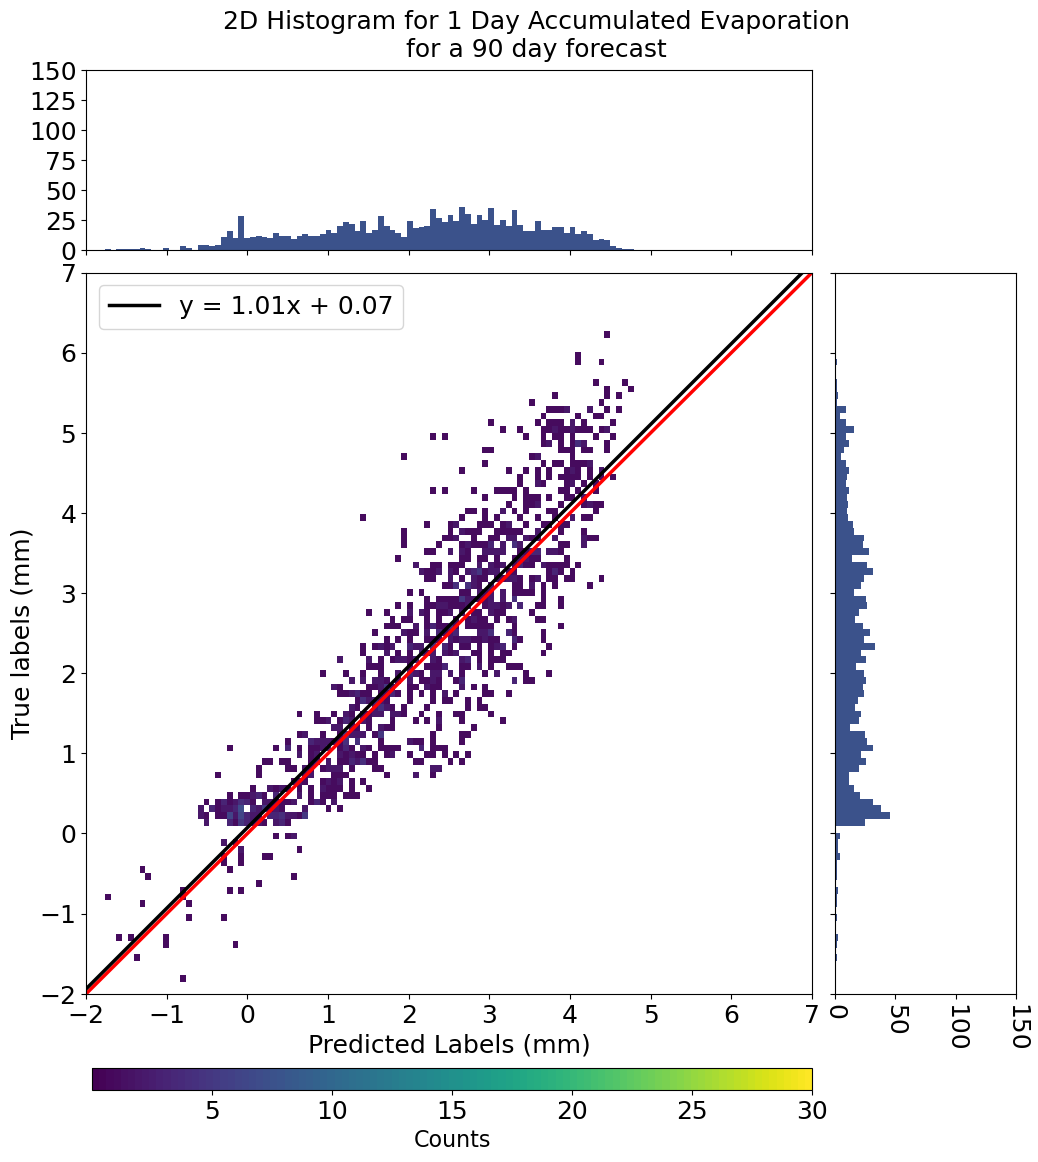 2D Histogram for 1 Day Accumulated Evaporation
for a 90 day forecast
150
125
100
75
50
25
0
7
6
5
4
3
2
1
0
−1
−2
True labels (mm)
y = 1.01x + 0.07
−2 −1 0 1 2 3 4 5 6 7
Predicted Labels (mm)
0 50 100 150
5 10 15 20 25 30
Counts